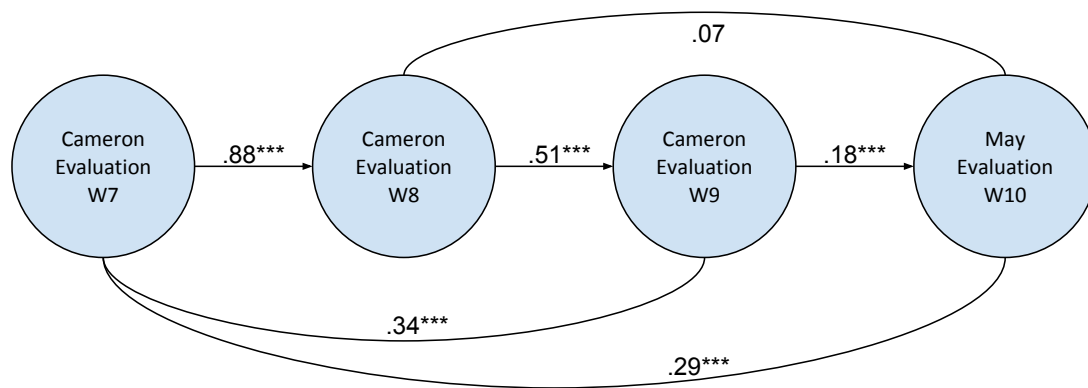 .07
Cameron
Evaluation
W7
.88***
Cameron
Evaluation
W8
.51***
Cameron
Evaluation
W9
.18***
May
Evaluation
W10
.34***
.29***